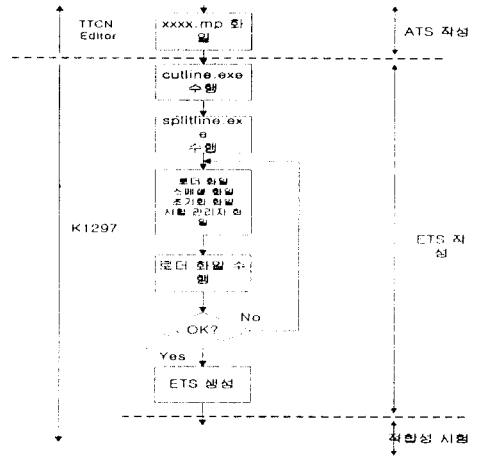 TTCN
Editor
xxxx.mp 화
일
ATS 작성
cutline.exe
수행
splitline.ex
e
수행
로더 화일
스페셜 화일
초기화 화일
시험 관리자 화
일
K1297
ETS 작
성
로더 화일 수
행
OK?
No
Yes
ETS 생성
적합성 시험